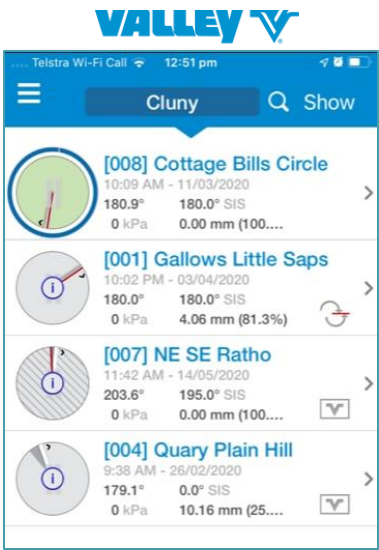 VALLEY
.... Telstra Wi-Fi Call 12:51 pm
Cluny Show
[008] Cottage Bills Circle
10:09 AM - 11/03/2020
180.9° 180.0° SIS
0 kPa 0.00 mm (100....
[001] Gallows Little Saps
10:02 PM - 03/04/2020
180.0° 180.0° SIS
0 kPa 4.06 mm (81.3%)
[007] NE SE Ratho
11:42 AM - 14/05/2020
203.6° 195.0° SIS
0 kPa 0.00 mm (100....
[004] Quary Plain Hill
9:38 AM - 26/02/2020
179.1° 0.0° SIS
0 kPa 10.16 mm (25....